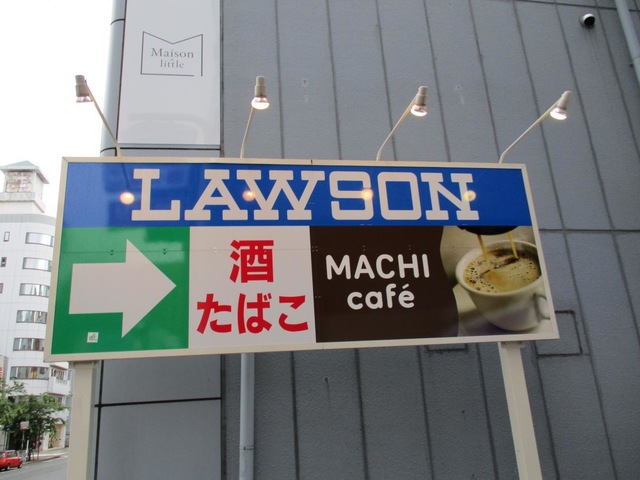 Maison
little
LAWSON
酒
たばこ
MACHI
café